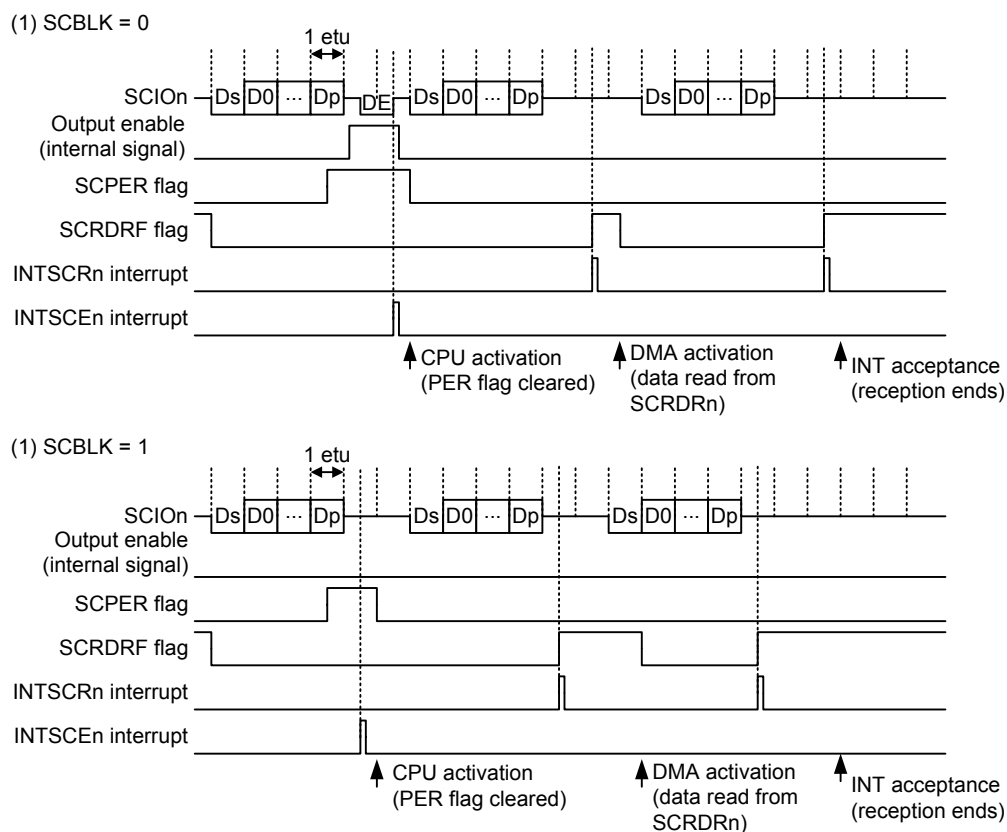 (1) SCBLK = 0
1 etu
SCIOn Ds D0 ... Dp DE Ds D0 ... Dp Ds D0 ... Dp
Output enable
(internal signal)
SCPER flag
SCRDRF flag
INTSCRn interrupt
INTSCEn interrupt
CPU activation
(PER flag cleared)
DMA activation
(data read from
SCRDRn)
INT acceptance
(reception ends)
(1) SCBLK = 1
1 etu
SCIOn Ds D0 ... Dp Ds D0 ... Dp Ds D0 ... Dp
Output enable
(internal signal)
SCPER flag
SCRDRF flag
INTSCRn interrupt
INTSCEn interrupt
CPU activation
(PER flag cleared)
DMA activation
(data read from
SCRDRn)
INT acceptance
(reception ends)